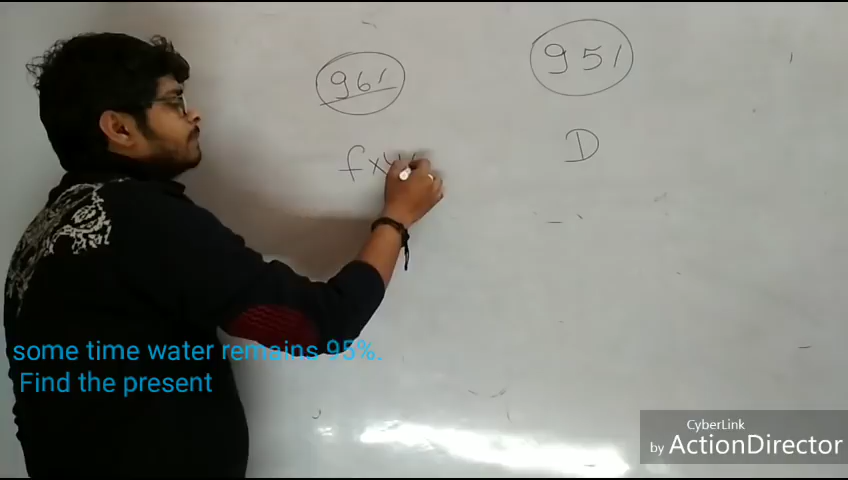 96%
95%
D
some time water remains 95%.
Find the present
CyberLink
by ActionDirector